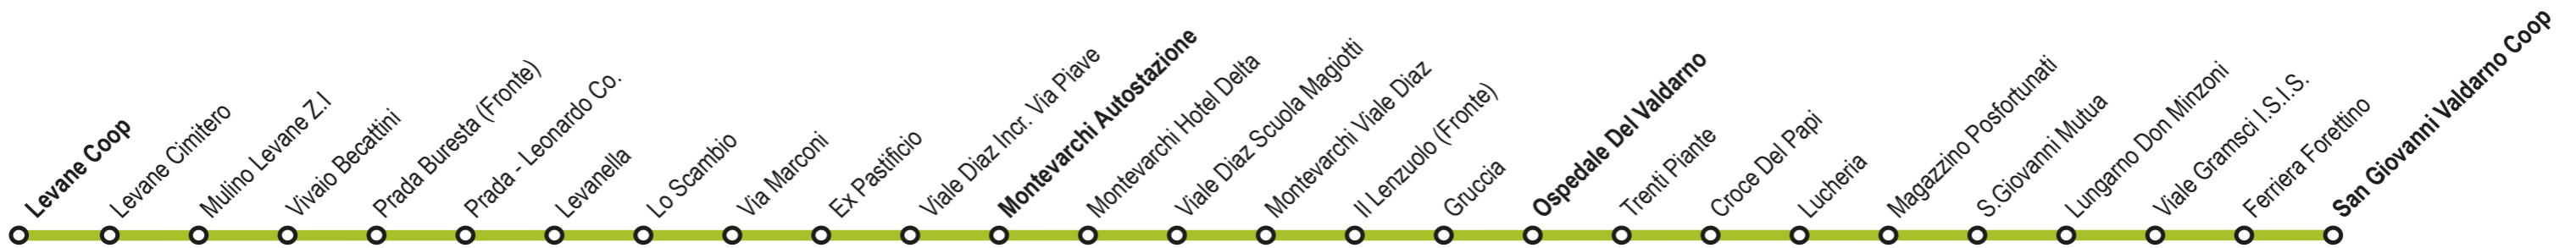 Levane Coop
Levane Cimitero
Mulino Levane Z.I
Vivaio Becattini
Prada Buresta (Fronte)
Prada - Leonardo Co.
Levanella
Lo Scambio
Via Marconi
Ex Pastificio
Viale Diaz Incr. Via Piave
Montevarchi Autostazione
Montevarchi Hotel Delta
Viale Diaz Scuola Magiotti
Montevarchi Viale Diaz
Il Lenzuolo (Fronte)
Gruccia
Ospedale Del Valdarno
Trenti Piante
Croce Del Papi
Lucheria
Magazzino Posfortunati
S.Giovanni Mutua
Lungarno Don Minzoni
Viale Gramsci I.S.I.S.
Ferriera Forettino
San Giovanni Valdarno Coop